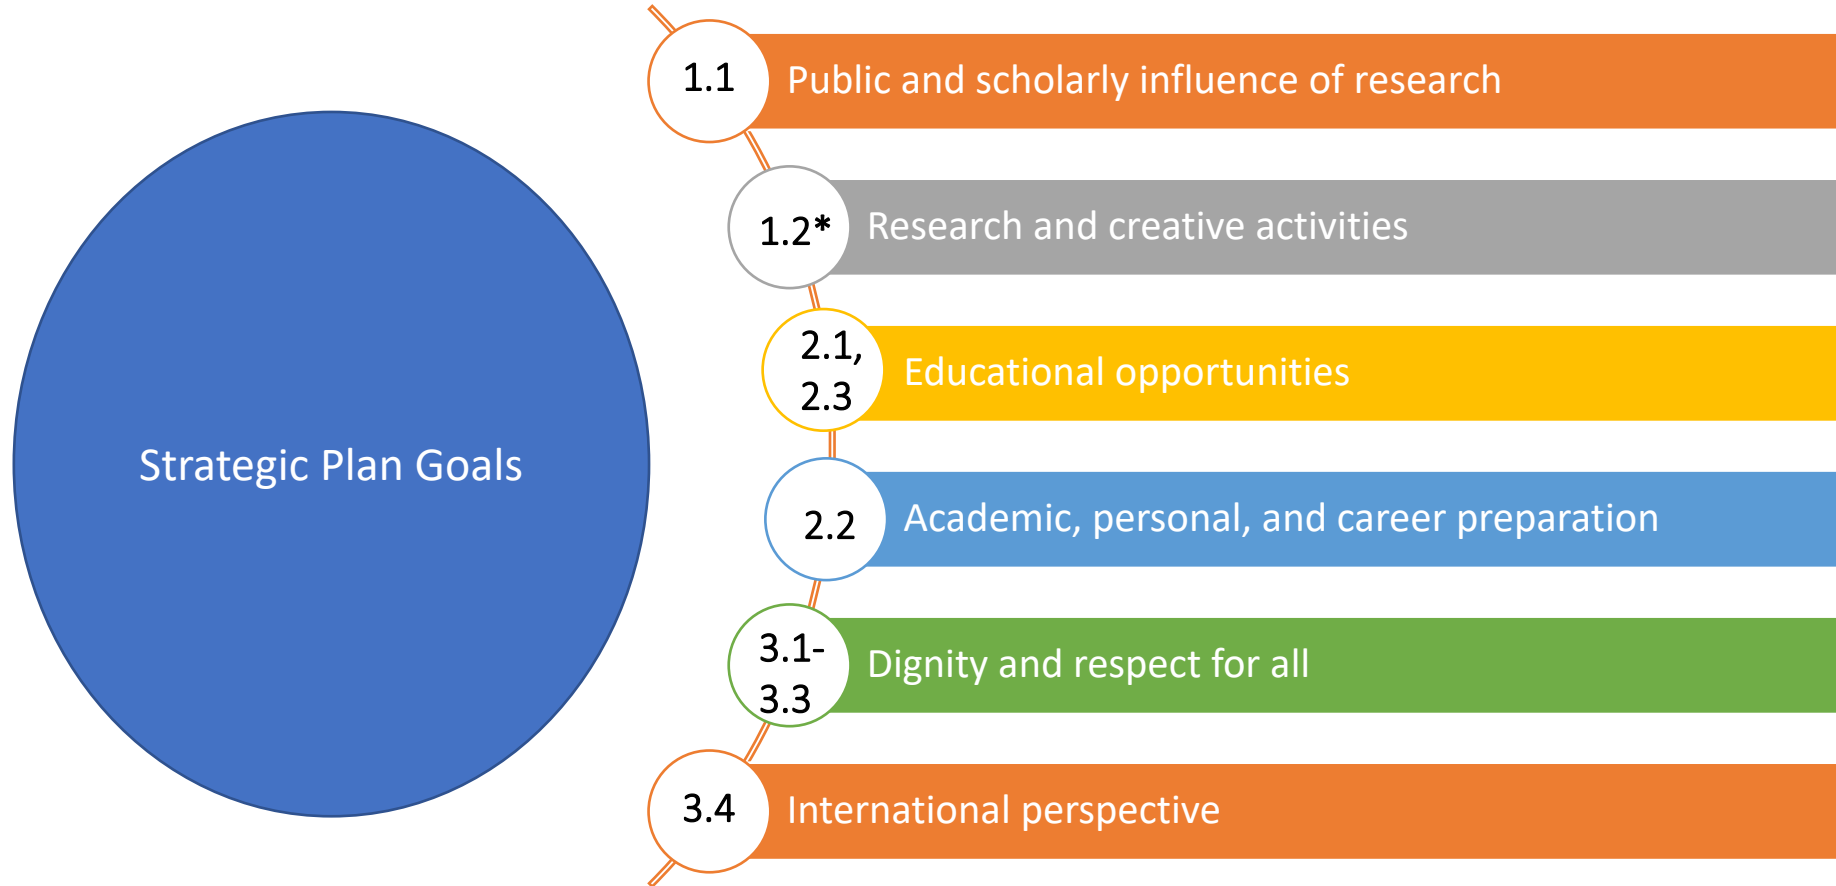 Strategic Plan Goals
1.1
Public and scholarly influence of research
1.2*
Research and creative activities
2.1,
2.3
Educational opportunities
2.2
Academic, personal, and career preparation
3.1-
3.3
Dignity and respect for all
3.4
International perspective